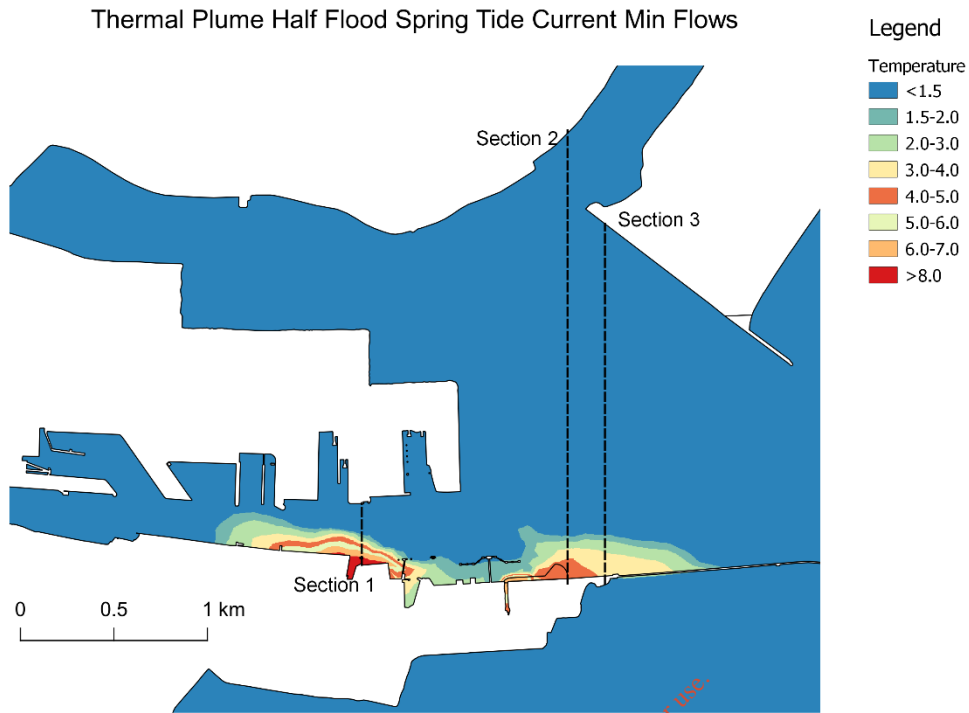 Thermal Plume Half Flood Spring Tide Current Min Flows
Legend
Temperature
<1.5
1.5-2.0
2.0-3.0
3.0-4.0
4.0-5.0
5.0-6.0
6.0-7.0
>8.0
Section 2
Section 3
Section 1
0 0.5 1 km
use.